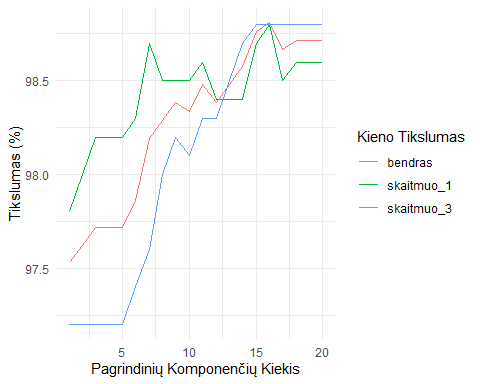 98.5
98.0
97.5
Tikslumas (%)
5
10
15
20
Pagrindinių Komponenčių Kiekis
Kieno Tikslumas
bendras
skaitmuo_1
skaitmuo_3